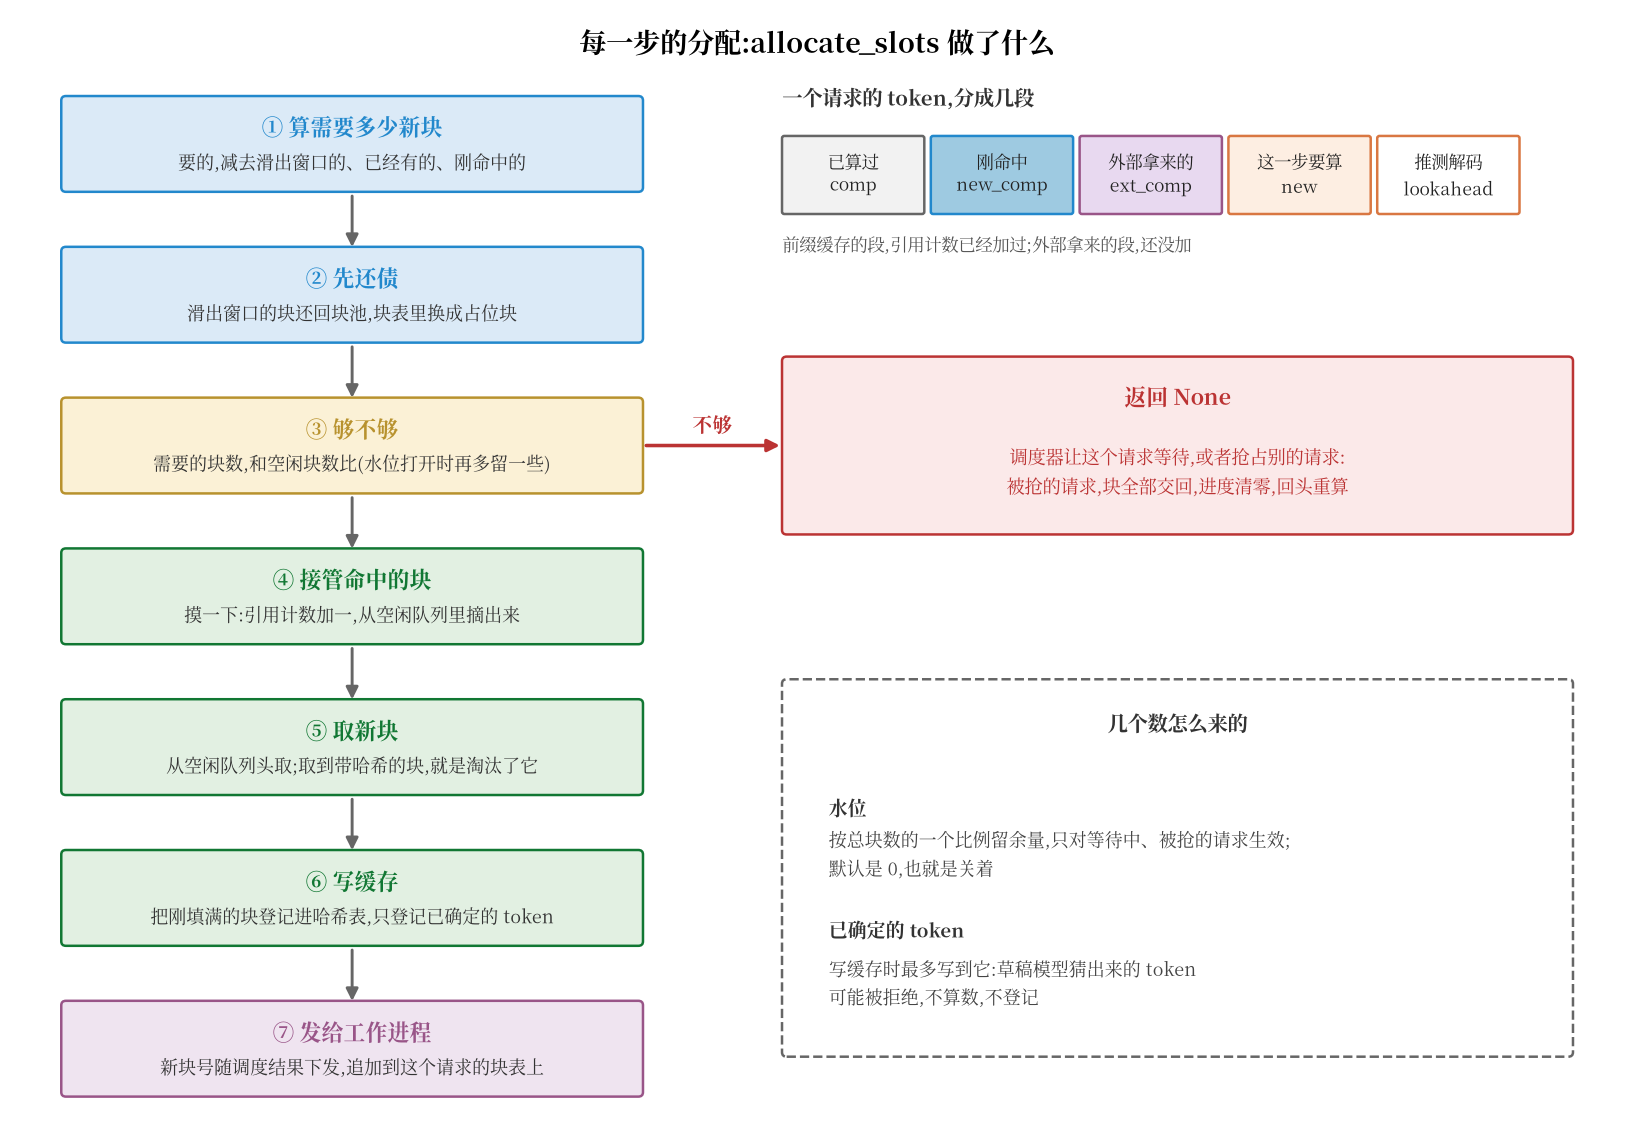 每一步的分配:allocate_slots 做了什么
① 算需要多少新块
要的,减去滑出窗口的、已经有的、刚命中的
② 先还债
滑出窗口的块还回块池,块表里换成占位块
③ 够不够
需要的块数,和空闲块数比(水位打开时再多留一些)
不够
④ 接管命中的块
摸一下:引用计数加一,从空闲队列里摘出来
⑤ 取新块
从空闲队列头取;取到带哈希的块,就是淘汰了它
⑥ 写缓存
把刚填满的块登记进哈希表,只登记已确定的 token
⑦ 发给工作进程
新块号随调度结果下发,追加到这个请求的块表上
一个请求的 token,分成几段
已算过
comp
刚命中
new_comp
外部拿来的
ext_comp
这一步要算
new
推测解码
lookahead
前缀缓存的段,引用计数已经加过;外部拿来的段,还没加
返回 None
调度器让这个请求等待,或者抢占别的请求:
被抢的请求,块全部交回,进度清零,回头重算
几个数怎么来的
水位
按总块数的一个比例留余量,只对等待中、被抢的请求生效;
默认是 0,也就是关着
已确定的 token
写缓存时最多写到它:草稿模型猜出来的 token
可能被拒绝,不算数,不登记